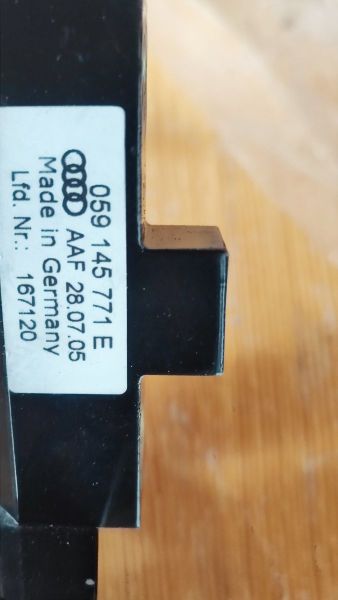 059 145 771 E
AAF 28.07.05
Made in Germany
Lfd. Nr.: 167120